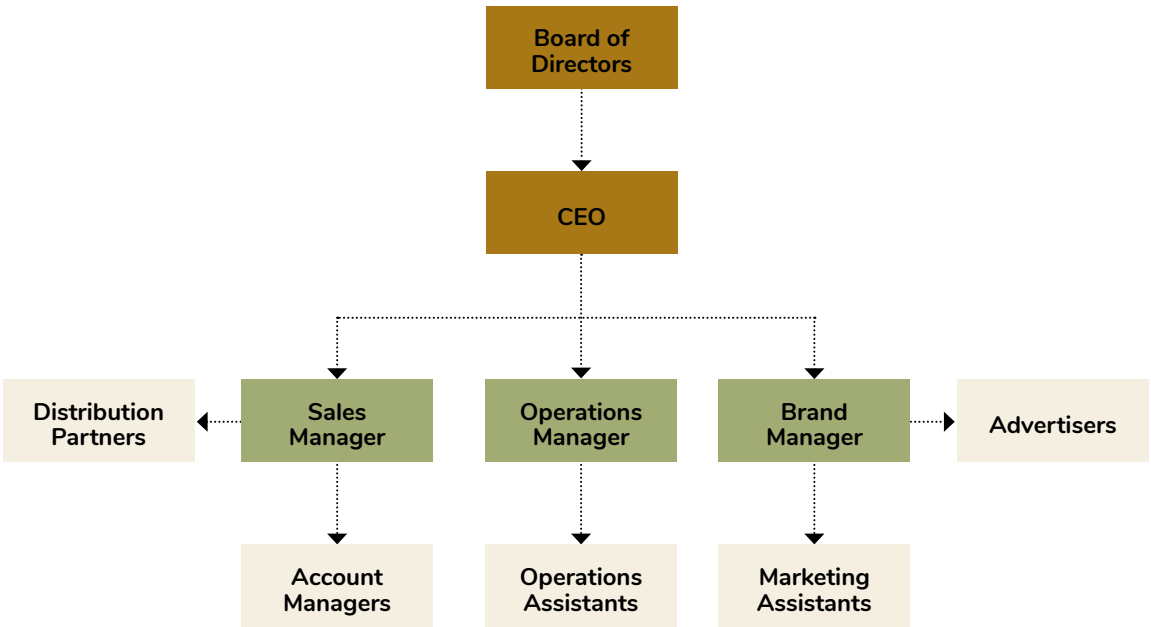 Board of
Directors
CEO
Distribution
Partners
Sales
Manager
Operations
Manager
Brand
Manager
Advertisers
Account
Managers
Operations
Assistants
Marketing
Assistants